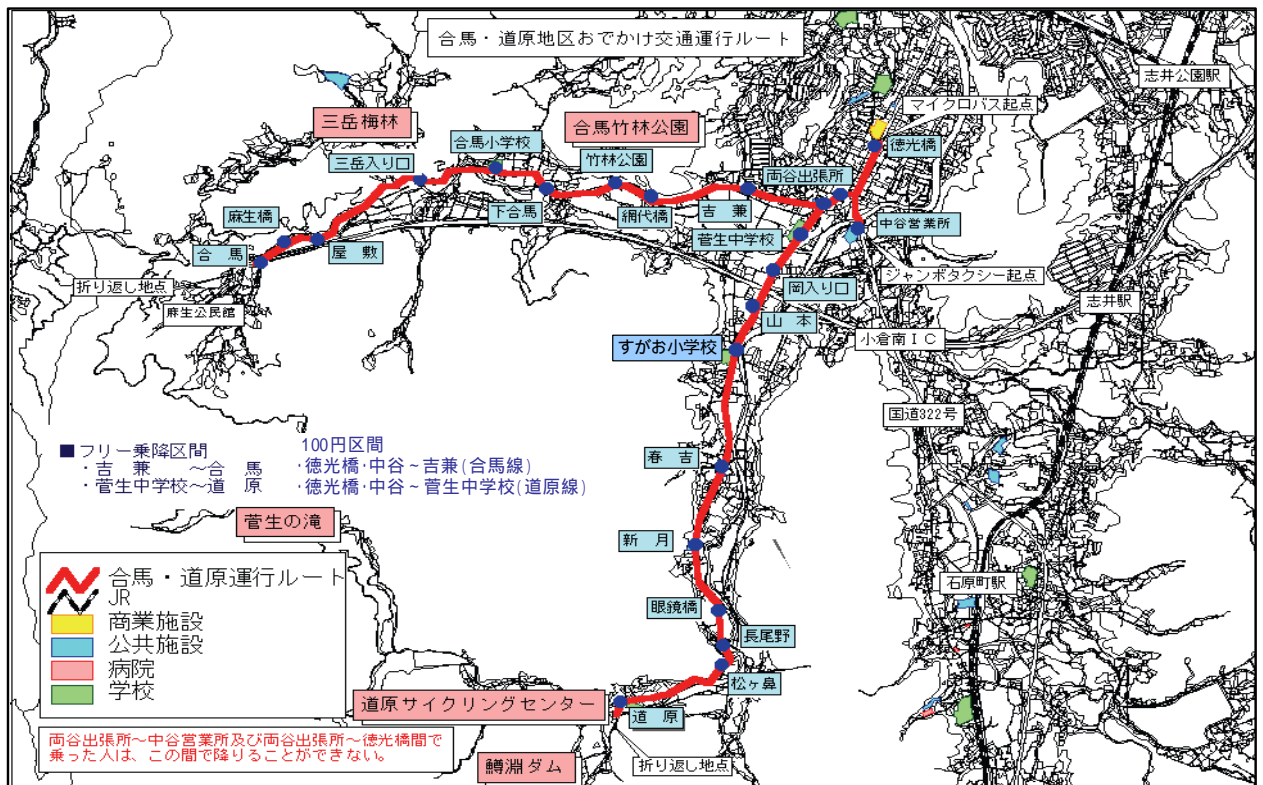 合馬・道原地区おでかけ交通運行ルート
志井公園駅
マイクロバス起点
三岳梅林
合馬竹林公園
徳光橋
合馬小学校
三岳入り口
竹林公園
両谷出張所
麻生橋
下合馬
網代橋
吉兼
中谷営業所
菅生中学校
合馬
屋敷
ジャンボタクシー起点
折り返し地点
岡入り口
志井駅
麻生公民館
山本
小倉南IC
すがお小学校
国道322号
■フリー乗降区間
・吉兼～合馬
・菅生中学校～道原
100円区間
・徳光橋・中谷～吉兼(合馬線)
・徳光橋・中谷～菅生中学校(道原線)
春吉
菅生の滝
新月
石原町駅
合馬・道原運行ルート
JR
商業施設
公共施設
病院
学校
眼鏡橋
長尾野
松ヶ鼻
道原サイクリングセンター
道原
両谷出張所～中谷営業所及び両谷出張所～徳光橋間で
乗った人は、この間で降りることができない。
鱒淵ダム
折り返し地点